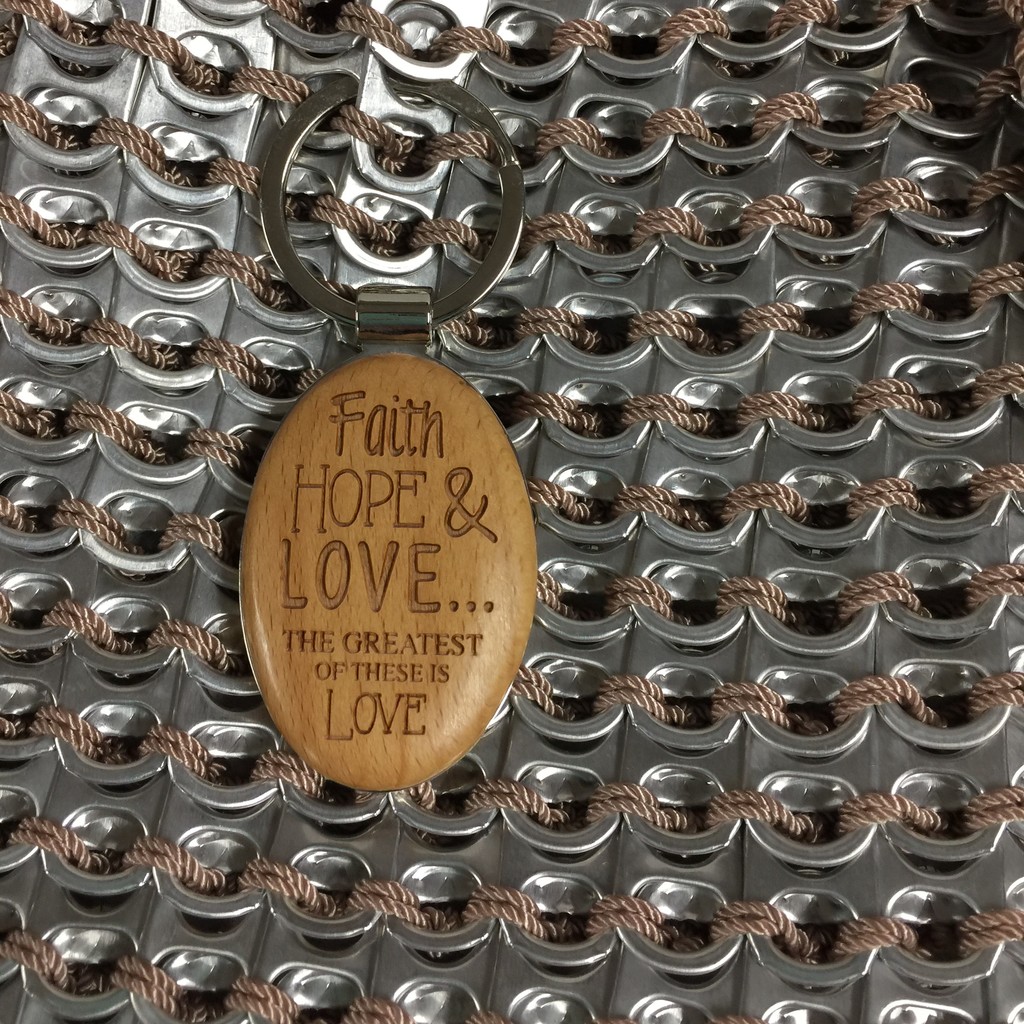 Faith
HOPE &
LOVE...
THE GREATEST
OF THESE IS
LOVE